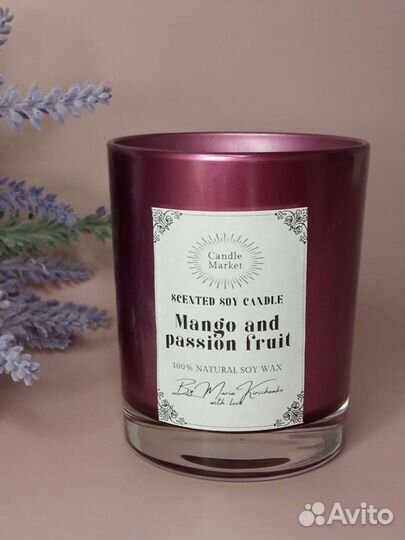 Candle
Market
SCENTED SOY CANDLE
Mango and
passion fruit
100% NATURAL SOY WAX
By Maria Kirichenko
with love
Avito